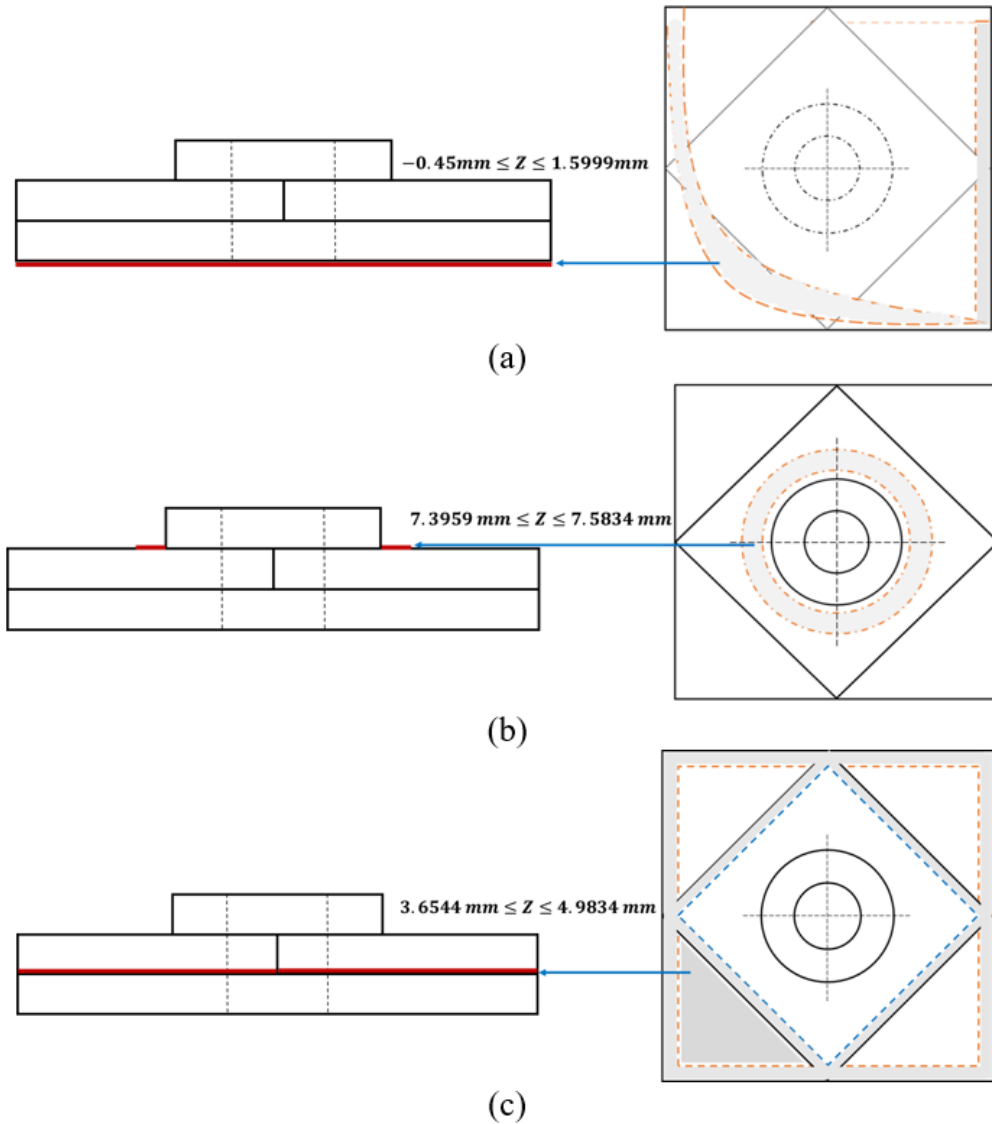 −0.45mm ≤ Z ≤ 1.5999mm
(a)
7.3959 mm ≤ Z ≤ 7.5834 mm
(b)
3.6544 mm ≤ Z ≤ 4.9834 mm
(c)